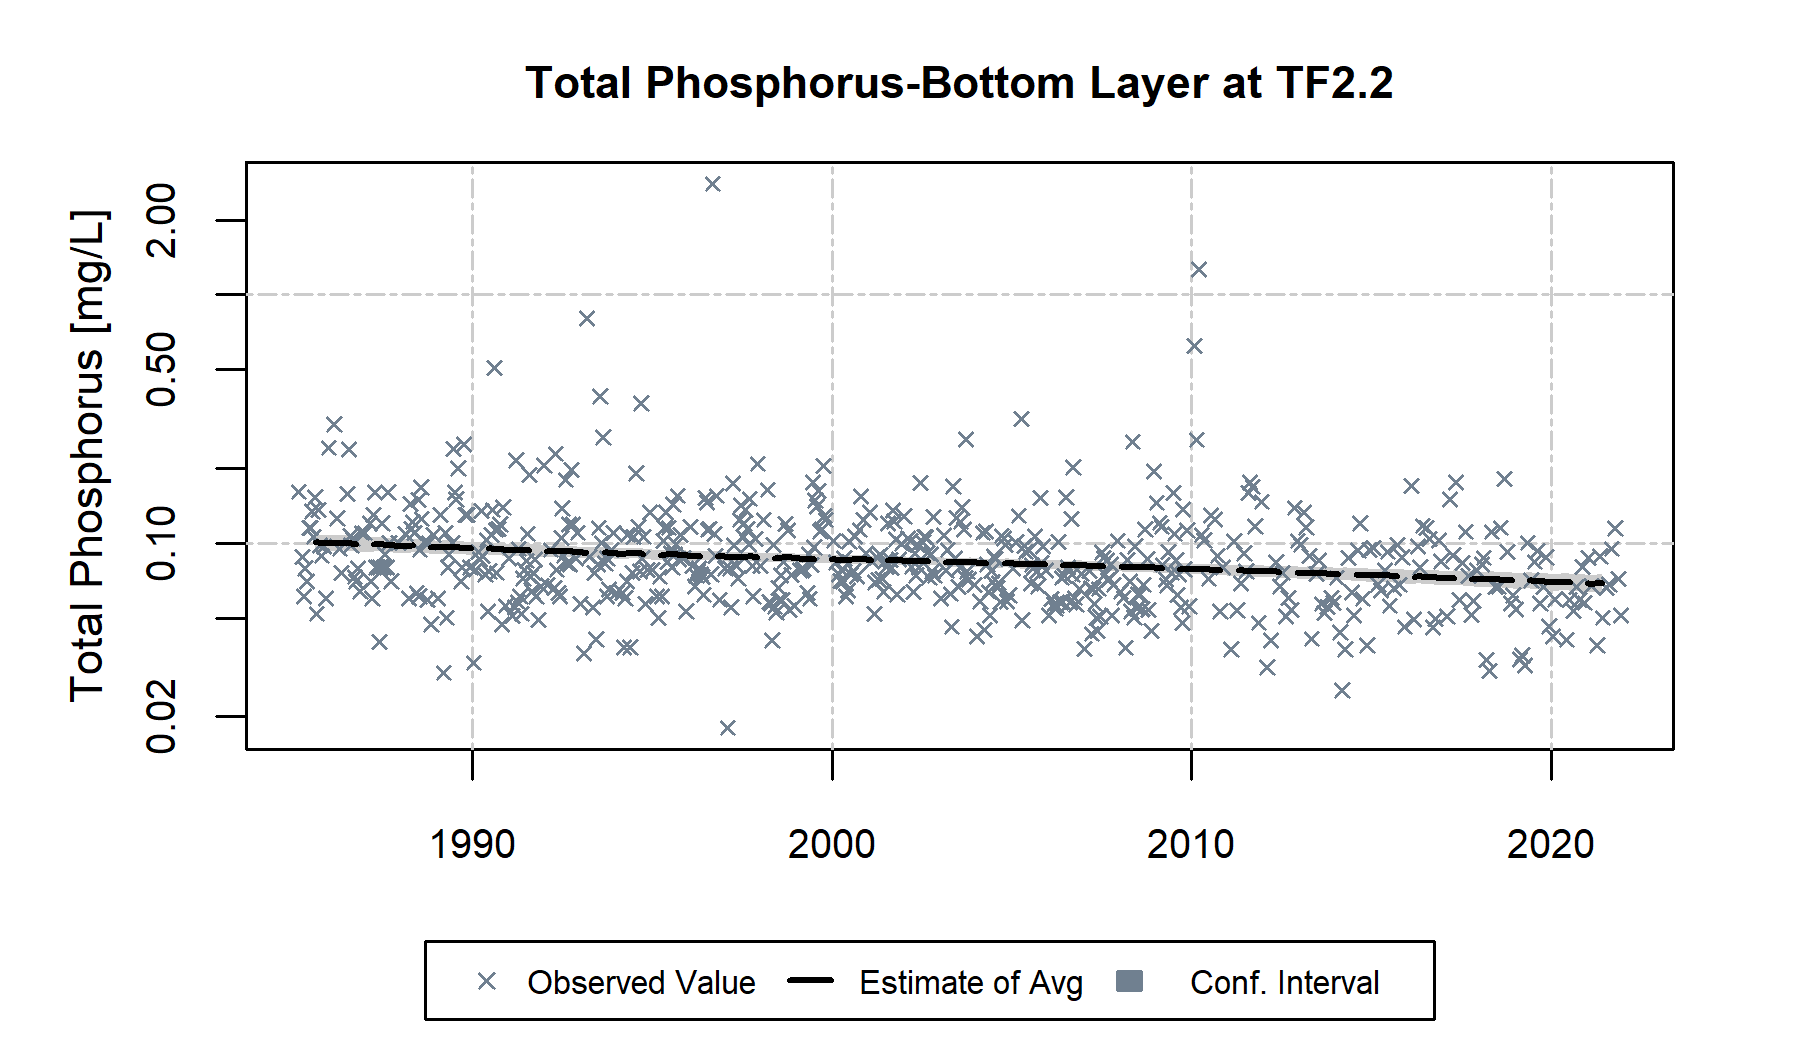 Total Phosphorus-Bottom Layer at TF2.2
Total Phosphorus [mg/L]
2.00
0.50
0.10
0.02
1990 2000 2010 2020
Observed Value Estimate of Avg Conf. Interval